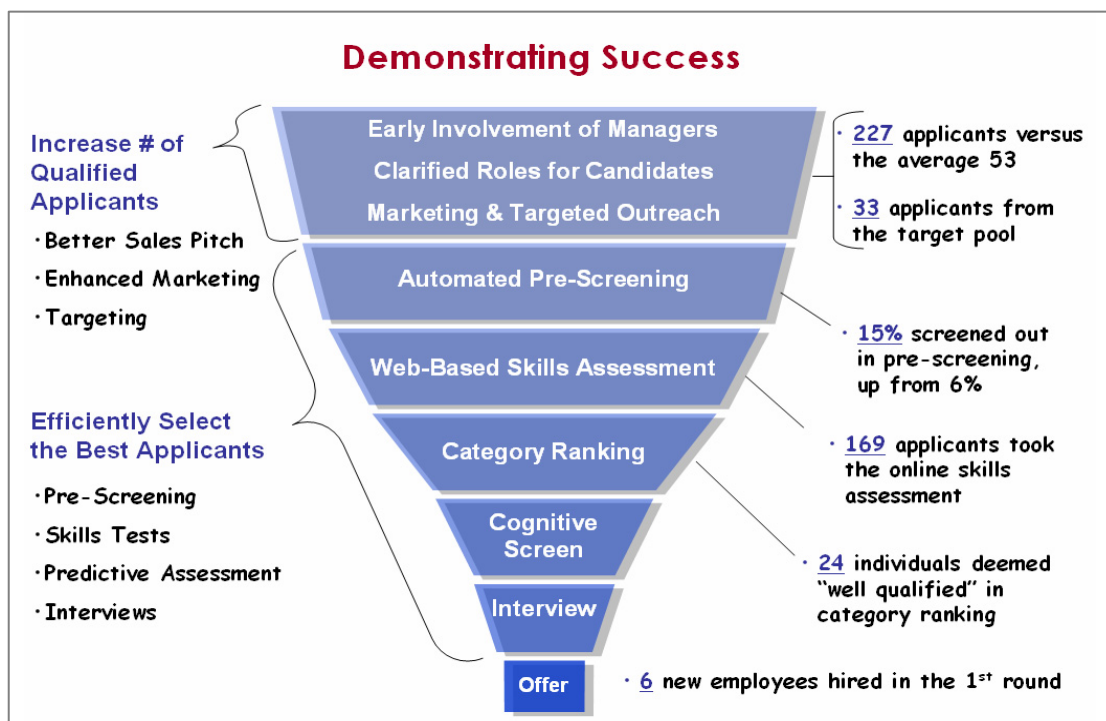 Demonstrating Success
Increase # of
Qualified
Applicants
· Better Sales Pitch
· Enhanced Marketing
· Targeting
Efficiently Select
the Best Applicants
· Pre-Screening
· Skills Tests
· Predictive Assessment
· Interviews
Early Involvement of Managers
Clarified Roles for Candidates
Marketing & Targeted Outreach
Automated Pre-Screening
Web-Based Skills Assessment
Category Ranking
Cognitive
Screen
Interview
Offer
· 227 applicants versus
the average 53
· 33 applicants from
the target pool
· 15% screened out
in pre-screening,
up from 6%
· 169 applicants took
the online skills
assessment
· 24 individuals deemed
“well qualified” in
category ranking
· 6 new employees hired in the 1st round